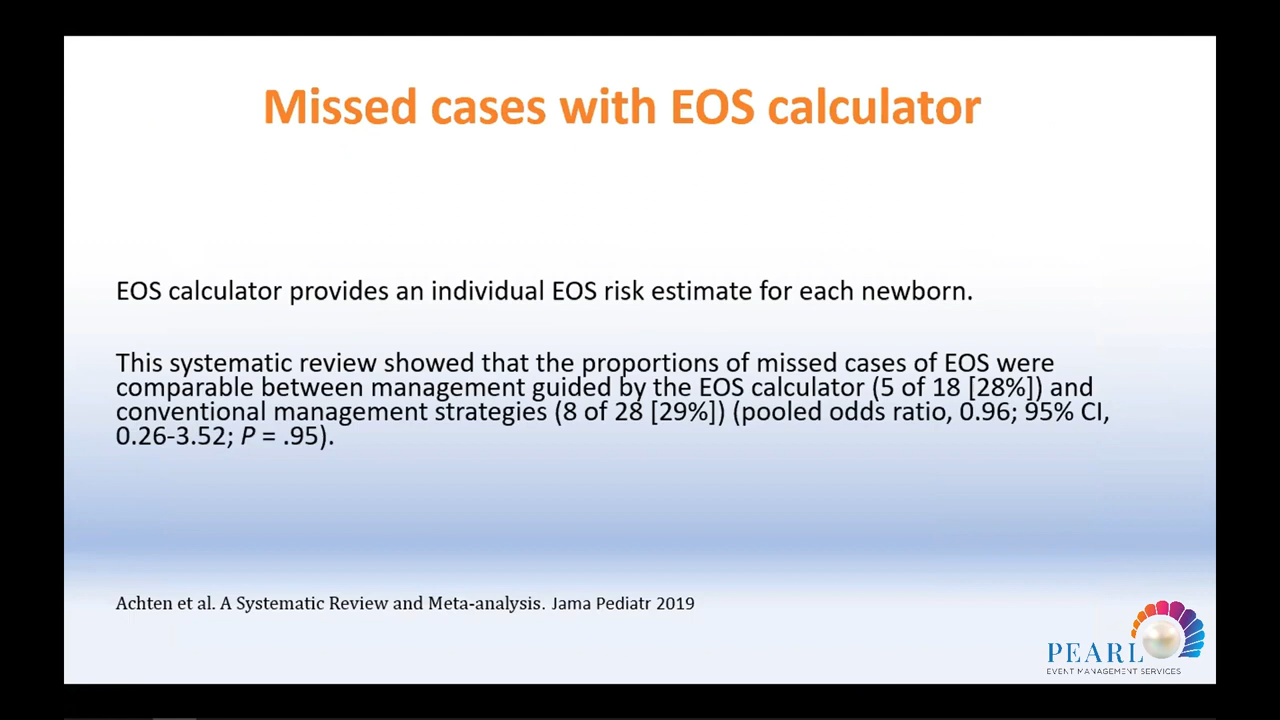 Missed cases with EOS calculator
EOS calculator provides an individual EOS risk estimate for each newborn.
This systematic review showed that the proportions of missed cases of EOS were
comparable between management guided by the EOS calculator (5 of 18 [28%]) and
conventional management strategies (8 of 28 [29%]) (pooled odds ratio, 0.96; 95% CI,
0.26-3.52; P = .95).
Achten et al. A Systematic Review and Meta-analysis. Jama Pediatr 2019
PEARL
EVENT MANAGEMENT SERVICES